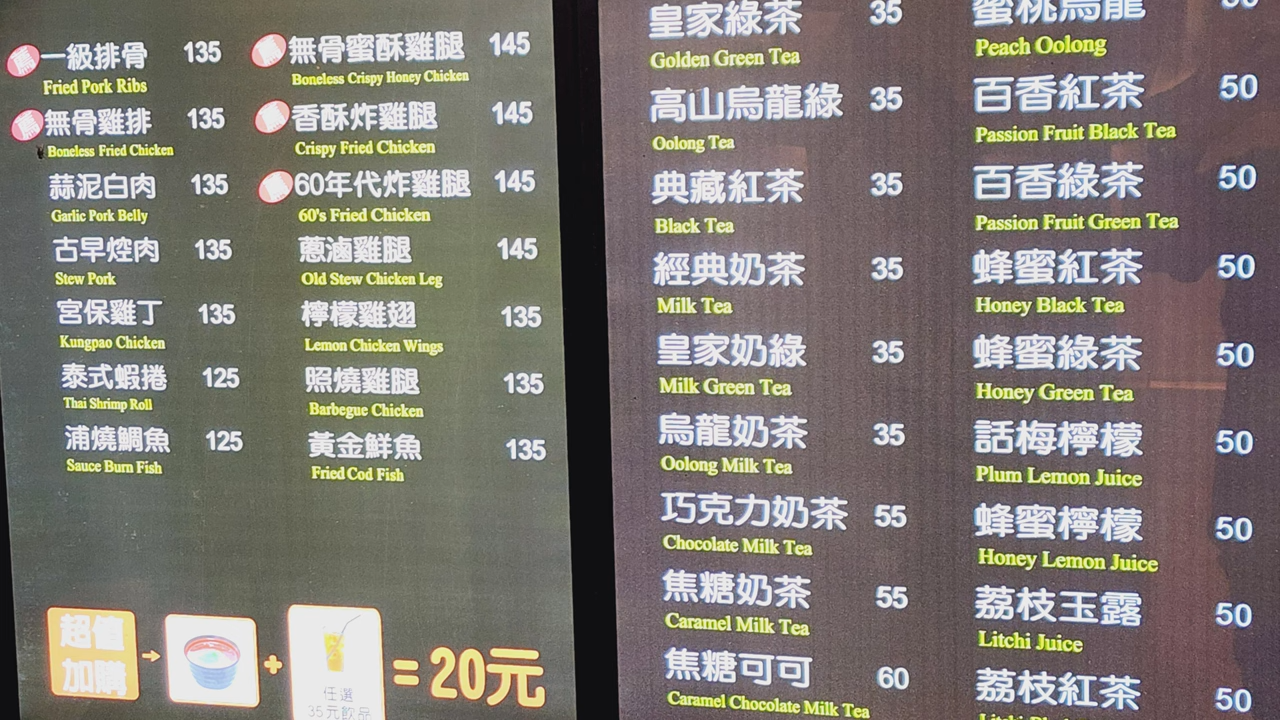 一級排骨 135
Fried Pork Ribs
無骨雞排 135
Boneless Fried Chicken
蒜泥白肉 135
Garlic Pork Belly
古早焢肉 135
Stew Pork
宮保雞丁 135
Kungpao Chicken
泰式蝦捲 125
Thai Shrimp Roll
浦燒鯛魚 125
Sauce Burn Fish
無骨蜜酥雞腿 145
Boneless Crispy Honey Chicken
香酥炸雞腿 145
Crispy Fried Chicken
60年代炸雞腿 145
60's Fried Chicken
蔥滷雞腿 145
Old Stew Chicken Leg
檸檬雞翅 135
Lemon Chicken Wings
照燒雞腿 135
Barbegue Chicken
黃金鮮魚 135
Fried Cod Fish
超值
加購
+
任選
35元飲品
=20元
皇家綠茶 35
Golden Green Tea
高山烏龍綠 35
Oolong Tea
典藏紅茶 35
Black Tea
經典奶茶 35
Milk Tea
皇家奶綠 35
Milk Green Tea
烏龍奶茶 35
Oolong Milk Tea
巧克力奶茶 55
Chocolate Milk Tea
焦糖奶茶 55
Caramel Milk Tea
焦糖可可 60
Caramel Chocolate Milk Tea
蜜桃烏龍
Peach Oolong
百香紅茶 50
Passion Fruit Black Tea
百香綠茶 50
Passion Fruit Green Tea
蜂蜜紅茶 50
Honey Black Tea
蜂蜜綠茶 50
Honey Green Tea
話梅檸檬 50
Plum Lemon Juice
蜂蜜檸檬 50
Honey Lemon Juice
荔枝玉露 50
Litchi Juice
荔枝紅茶 50